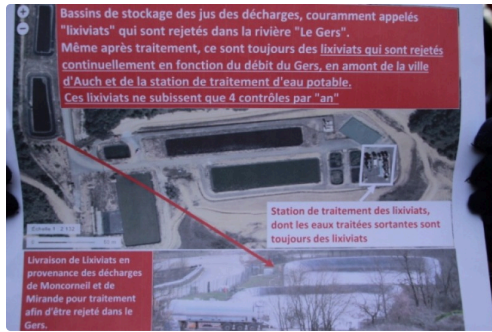 Bassins de stockage des jus des décharges, couramment appelés
"lixiviats" qui sont rejetés dans la rivière "Le Gers".
Même après traitement, ce sont toujours des lixiviats qui sont rejetés
continuellement en fonction du débit du Gers, en amont de la ville
d'Auch et de la station de traitement d'eau potable.
Ces lixiviats ne subissent que 4 contrôles par "an"
Station de traitement des lixiviats,
dont les eaux traitées sortantes sont
toujours des lixiviats
Livraison de Lixiviats en
provenance des décharges
de Moncorneil et de
Mirande pour traitement
afin d'être rejeté dans le
Gers.